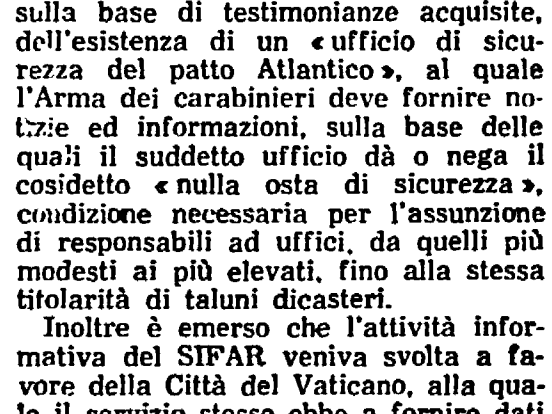 sulla base di testimonianze acquisite,
dell'esistenza di un « ufficio di sicu-
rezza del patto Atlantico », al quale
l'Arma dei carabinieri deve fornire no-
tizie ed informazioni, sulla base delle
quali il suddetto ufficio dà o nega il
cosidetto « nulla osta di sicurezza »,
condizione necessaria per l'assunzione
di responsabili ad uffici, da quelli più
modesti ai più elevati, fino alla stessa
titolarità di taluni dicasteri.
Inoltre è emerso che l'attività infor-
mativa del SIFAR veniva svolta a fa-
vore della Città del Vaticano, alla qua-
le il servizio stesso ebbe a fornire dati